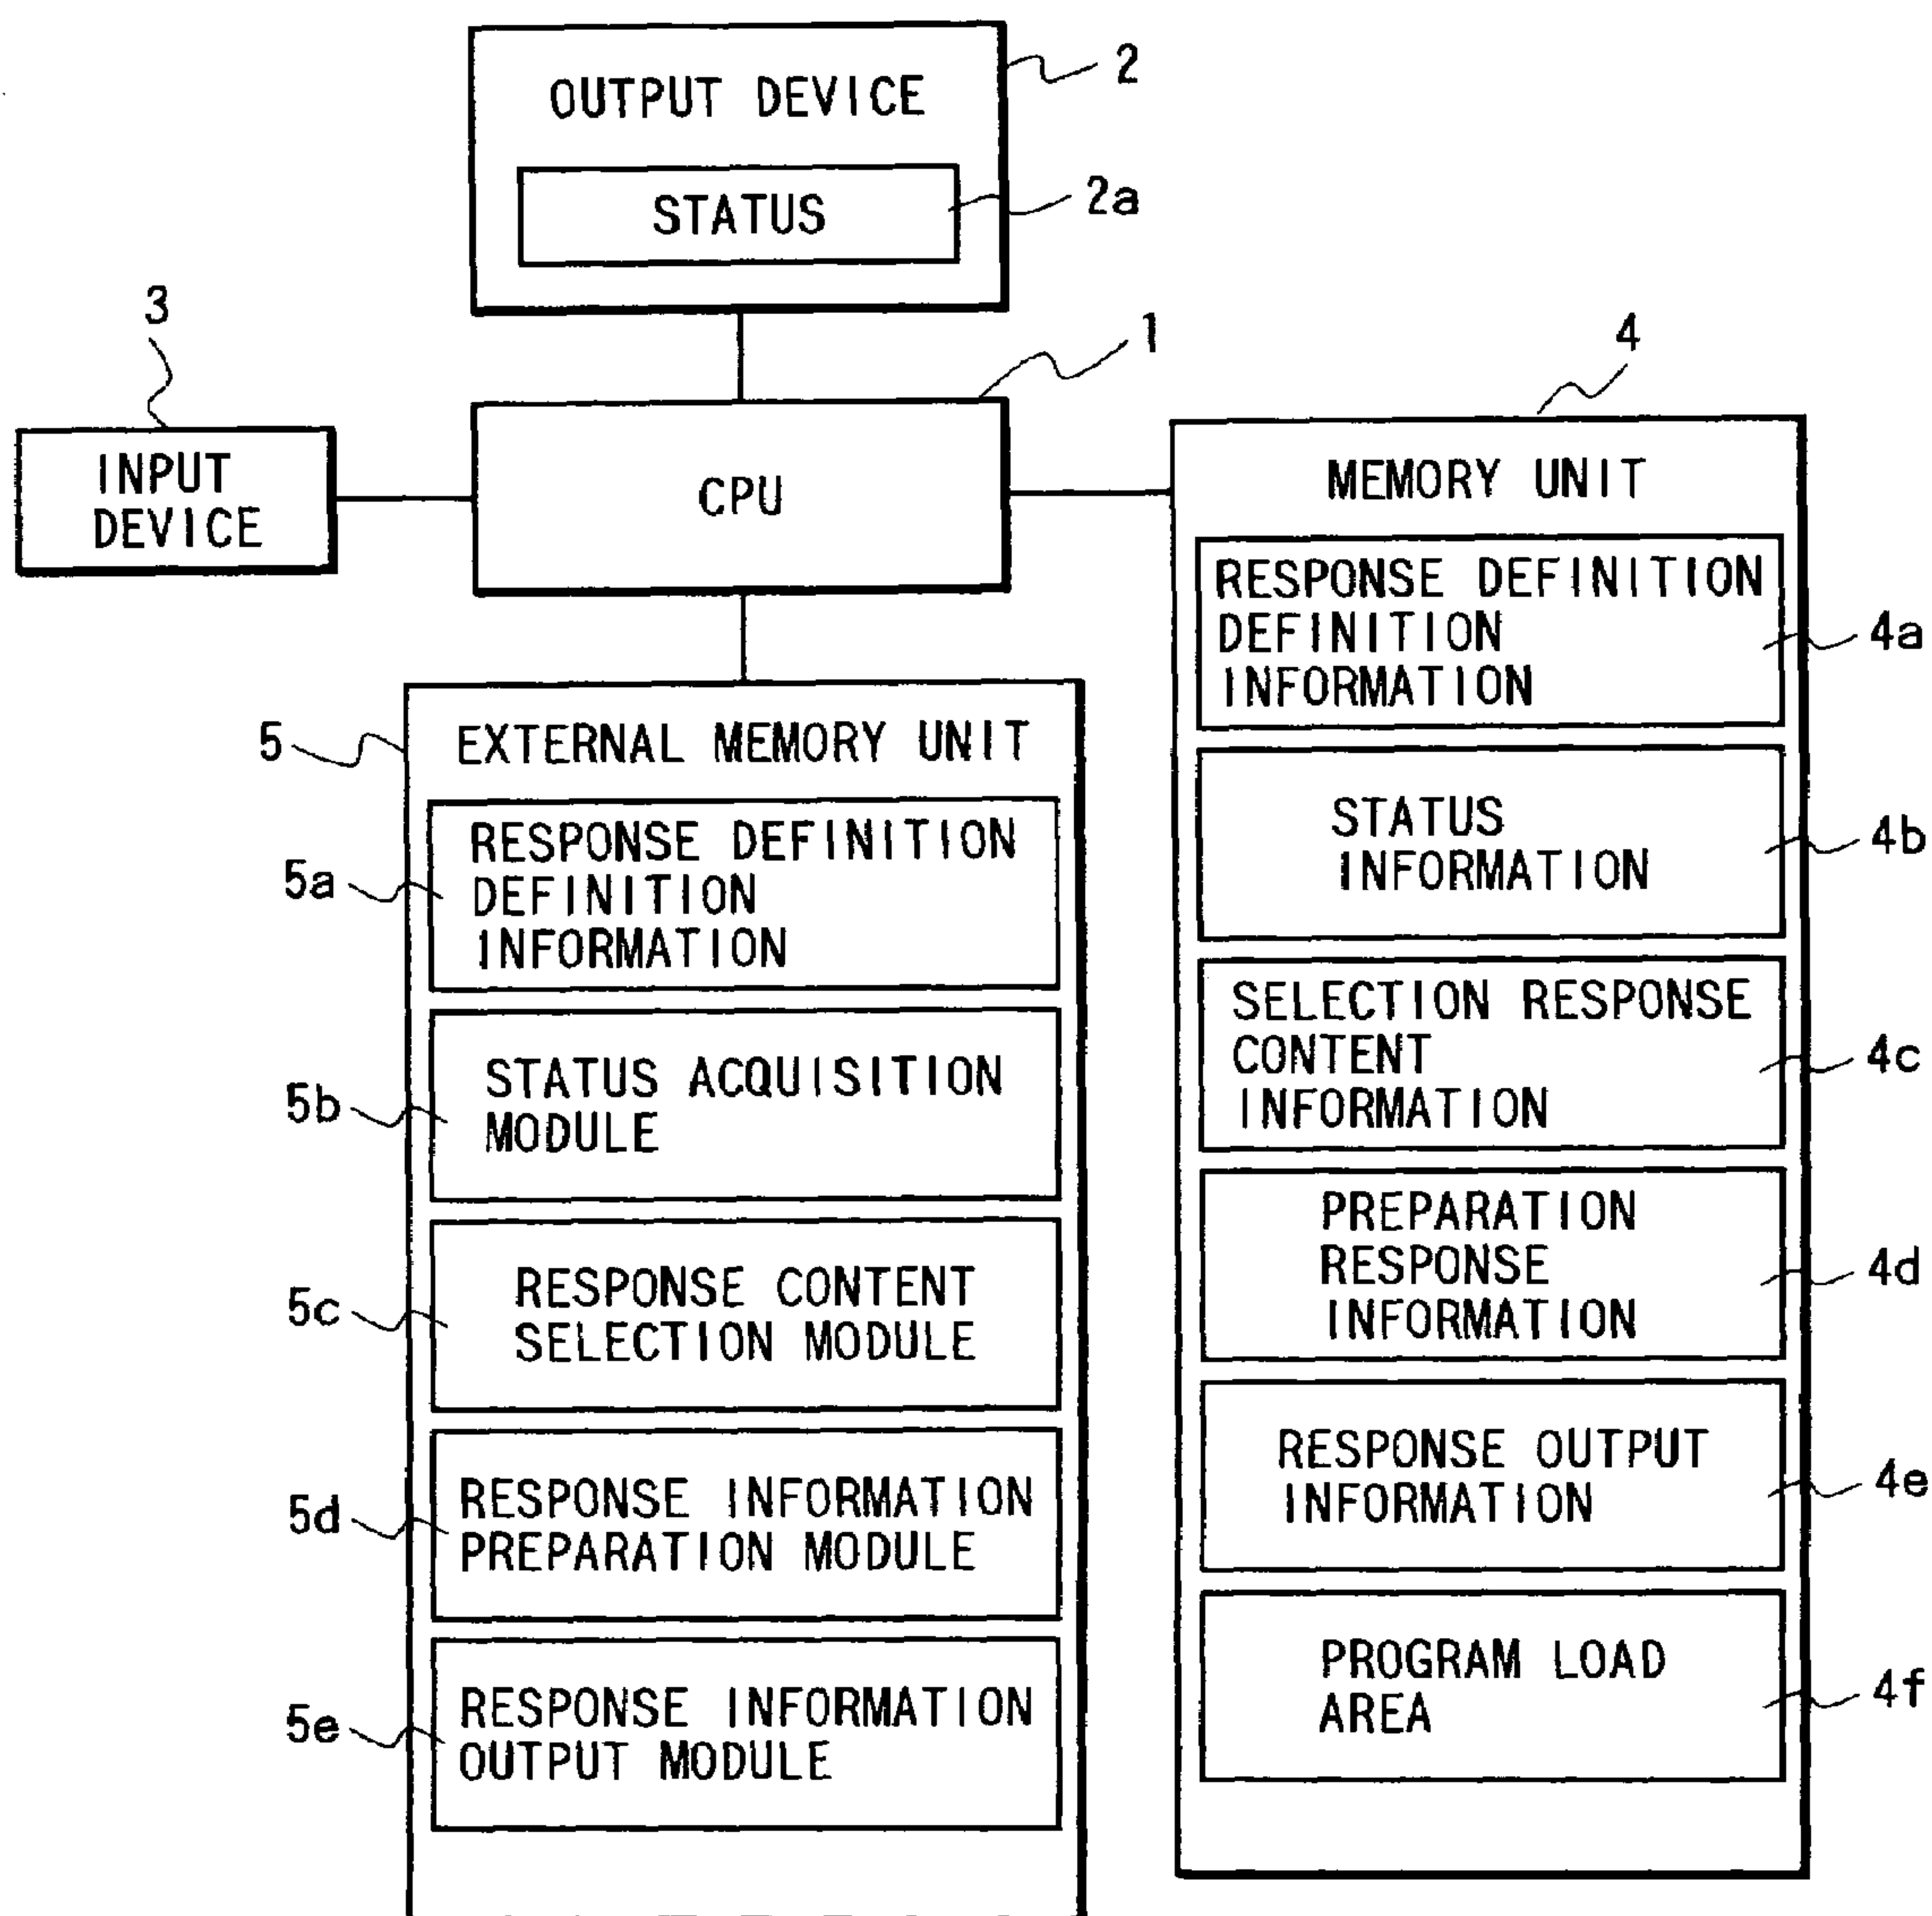 2
OUTPUT DEVICE
STATUS
2a
3
1
4
INPUT
DEVICE
CPU
MEMORY UNIT
RESPONSE DEFINITION
DEFINITION
INFORMATION
4a
STATUS
INFORMATION
4b
SELECTION RESPONSE
CONTENT
INFORMATION
4c
PREPARATION
RESPONSE
INFORMATION
4d
RESPONSE OUTPUT
INFORMATION
4e
PROGRAM LOAD
AREA
4f
5
EXTERNAL MEMORY UNIT
5a
RESPONSE DEFINITION
DEFINITION
INFORMATION
5b
STATUS ACQUISITION
MODULE
5c
RESPONSE CONTENT
SELECTION MODULE
5d
RESPONSE INFORMATION
PREPARATION MODULE
5e
RESPONSE INFORMATION
OUTPUT MODULE